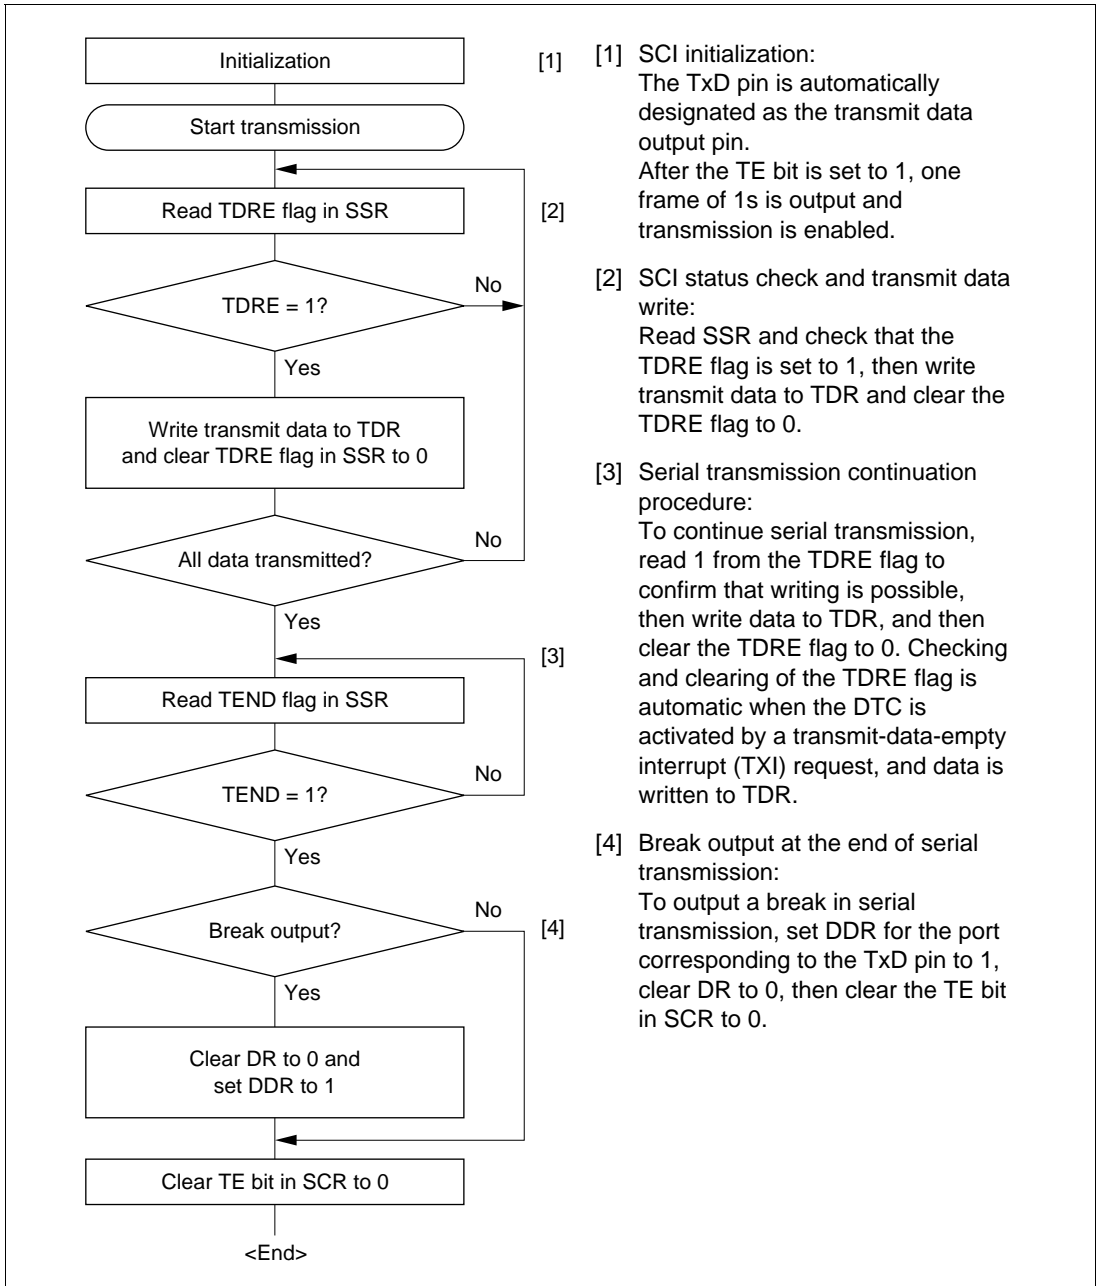 Initialization
[1]
Start transmission
Read TDRE flag in SSR
[2]
TDRE = 1?
No
Yes
Write transmit data to TDR
and clear TDRE flag in SSR to 0
All data transmitted?
No
Yes
[3]
Read TEND flag in SSR
TEND = 1?
No
Yes
Break output?
No
[4]
Yes
Clear DR to 0 and
set DDR to 1
Clear TE bit in SCR to 0
<End>
[1] SCI initialization:
The TxD pin is automatically
designated as the transmit data
output pin.
After the TE bit is set to 1, one
frame of 1s is output and
transmission is enabled.
[2] SCI status check and transmit data
write:
Read SSR and check that the
TDRE flag is set to 1, then write
transmit data to TDR and clear the
TDRE flag to 0.
[3] Serial transmission continuation
procedure:
To continue serial transmission,
read 1 from the TDRE flag to
confirm that writing is possible,
then write data to TDR, and then
clear the TDRE flag to 0. Checking
and clearing of the TDRE flag is
automatic when the DTC is
activated by a transmit-data-empty
interrupt (TXI) request, and data is
written to TDR.
[4] Break output at the end of serial
transmission:
To output a break in serial
transmission, set DDR for the port
corresponding to the TxD pin to 1,
clear DR to 0, then clear the TE bit
in SCR to 0.